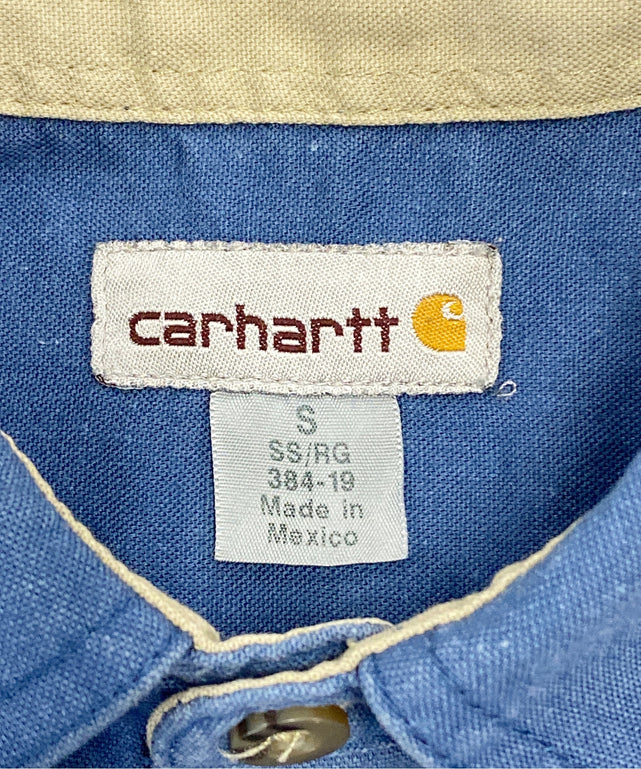 carhartt
S
SS/RG
384-19
Made in
Mexico